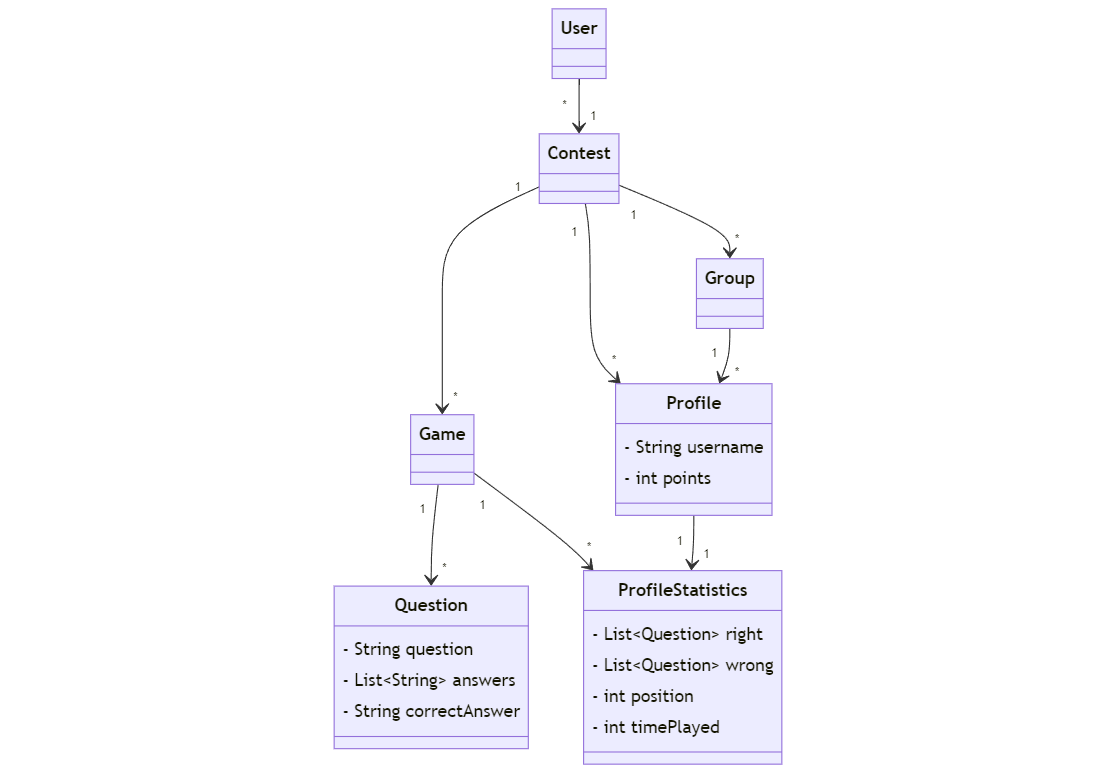 User
*
1
Contest
1
1
1
*
Group
1
*
*
Profile
- String username
- int points
*
Game
1
1
*
*
1
1
Question
- String question
- List<String> answers
- String correctAnswer
ProfileStatistics
- List<Question> right
- List<Question> wrong
- int position
- int timePlayed